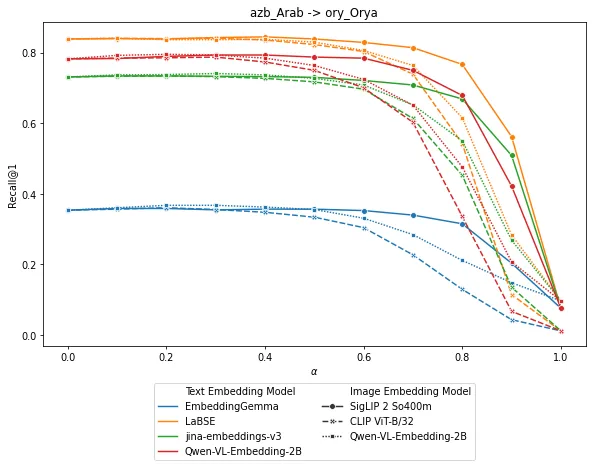 azb_Arab -> ory_Orya
Recall@1
0.8
0.6
0.4
0.2
0.0
0.0 0.2 0.4 0.6 0.8 1.0
α
Text Embedding Model Image Embedding Model
EmbeddingGemma SigLIP 2 So400m
LaBSE CLIP ViT-B/32
jina-embeddings-v3 Qwen-VL-Embedding-2B
Qwen-VL-Embedding-2B